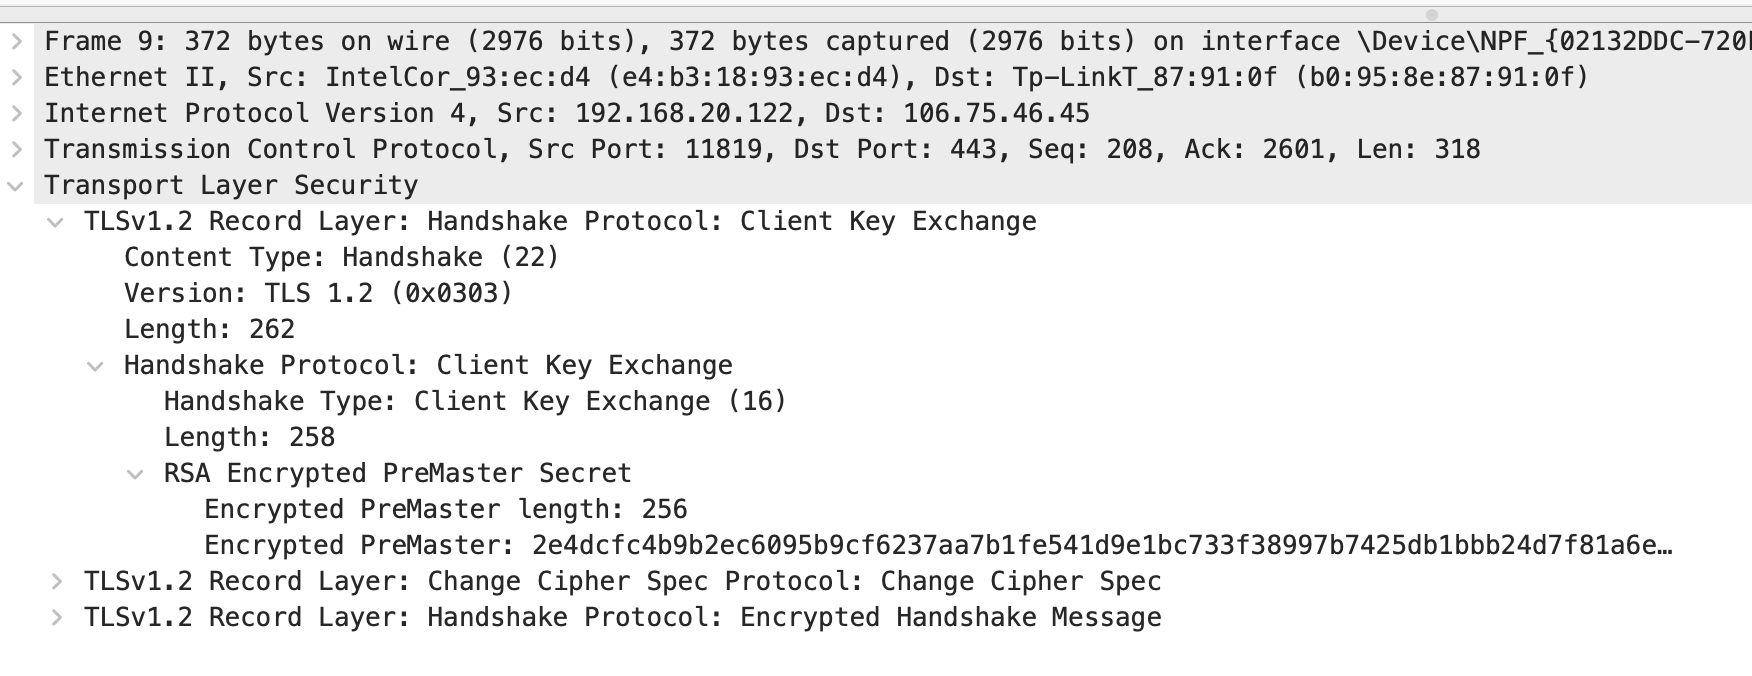 Frame 9: 372 bytes on wire (2976 bits), 372 bytes captured (2976 bits) on interface \Device\NPF_{02132DDC-720
Ethernet II, Src: IntelCor_93:ec:d4 (e4:b3:18:93:ec:d4), Dst: Tp-LinkT_87:91:0f (b0:95:8e:87:91:0f)
Internet Protocol Version 4, Src: 192.168.20.122, Dst: 106.75.46.45
Transmission Control Protocol, Src Port: 11819, Dst Port: 443, Seq: 208, Ack: 2601, Len: 318
Transport Layer Security
TLSv1.2 Record Layer: Handshake Protocol: Client Key Exchange
Content Type: Handshake (22)
Version: TLS 1.2 (0x0303)
Length: 262
Handshake Protocol: Client Key Exchange
Handshake Type: Client Key Exchange (16)
Length: 258
RSA Encrypted PreMaster Secret
Encrypted PreMaster length: 256
Encrypted PreMaster: 2e4dcfc4b9b2ec6095b9cf6237aa7b1fe541d9e1bc733f38997b7425db1bbb24d7f81a6e…
TLSv1.2 Record Layer: Change Cipher Spec Protocol: Change Cipher Spec
TLSv1.2 Record Layer: Handshake Protocol: Encrypted Handshake Message